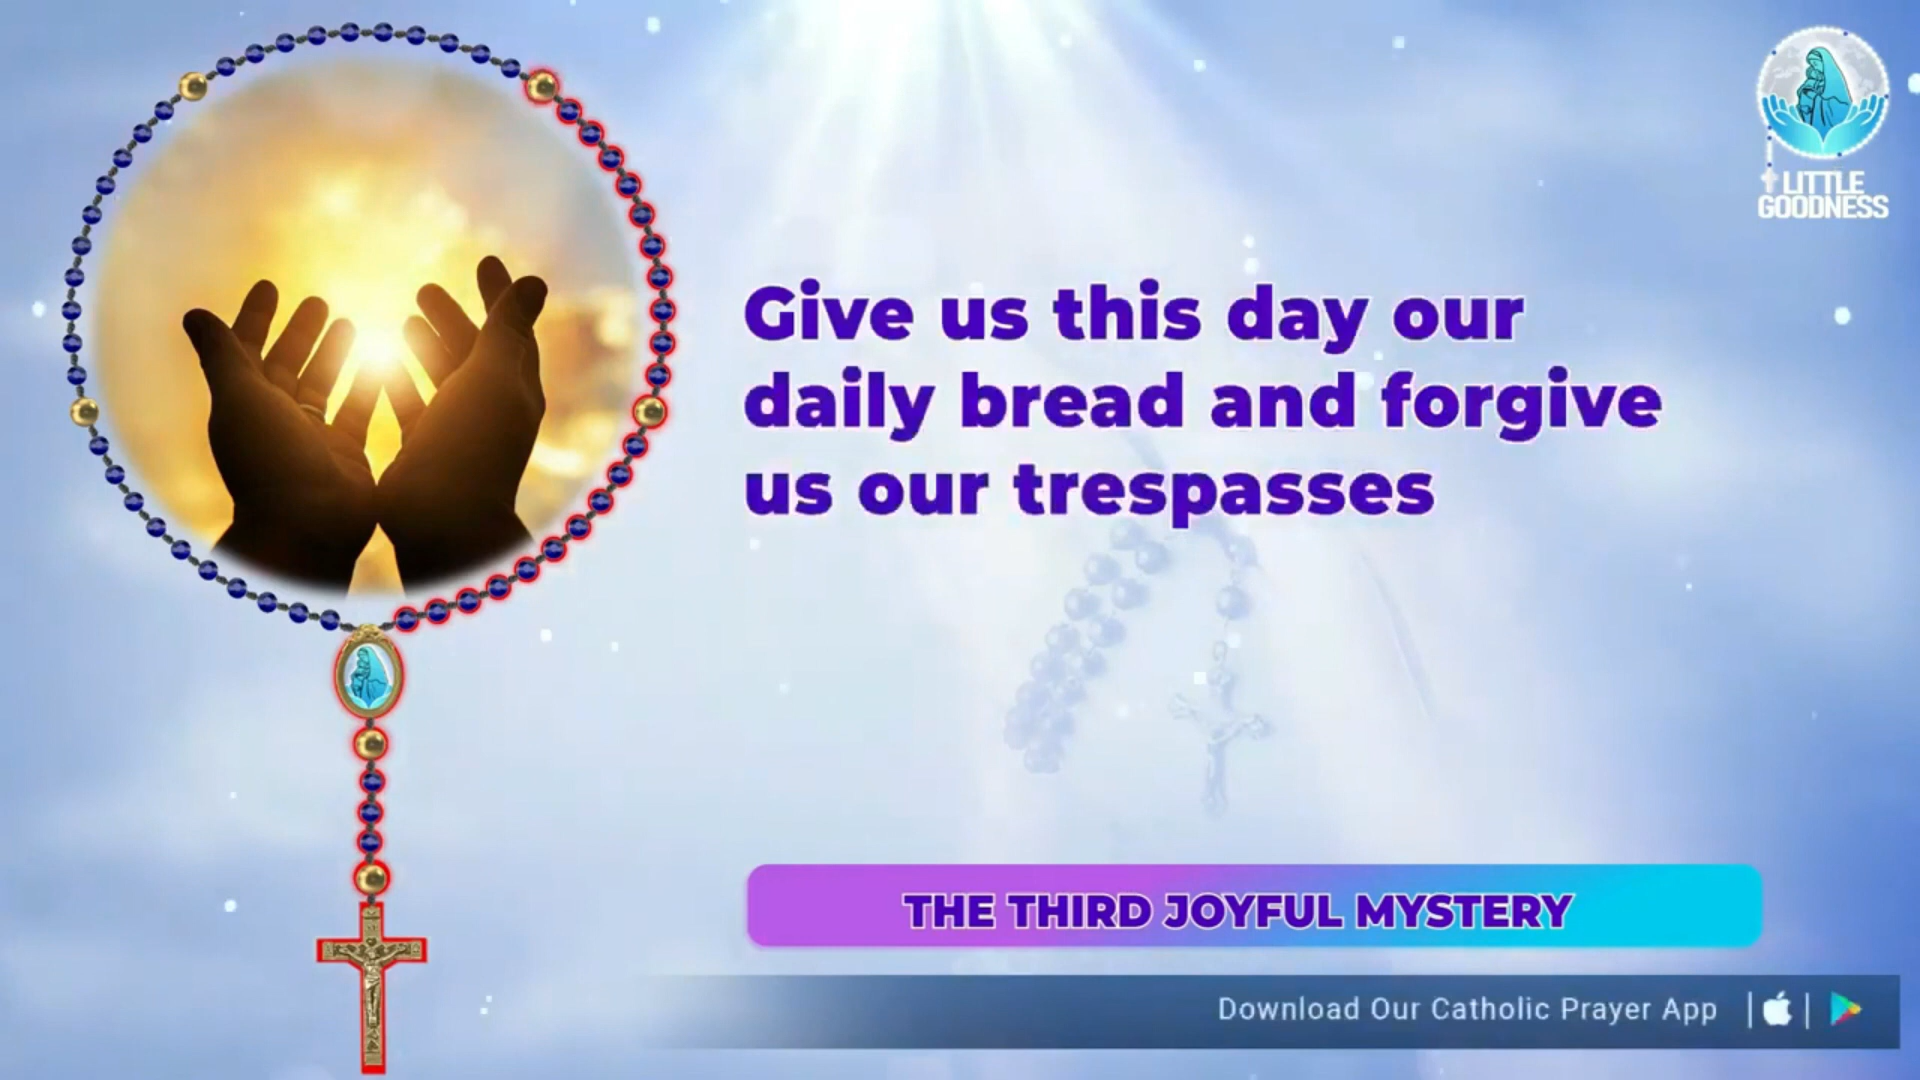 LITTLE
GOODNESS
Give us this day our
daily bread and forgive
us our trespasses
THE THIRD JOYFUL MYSTERY
Download Our Catholic Prayer App